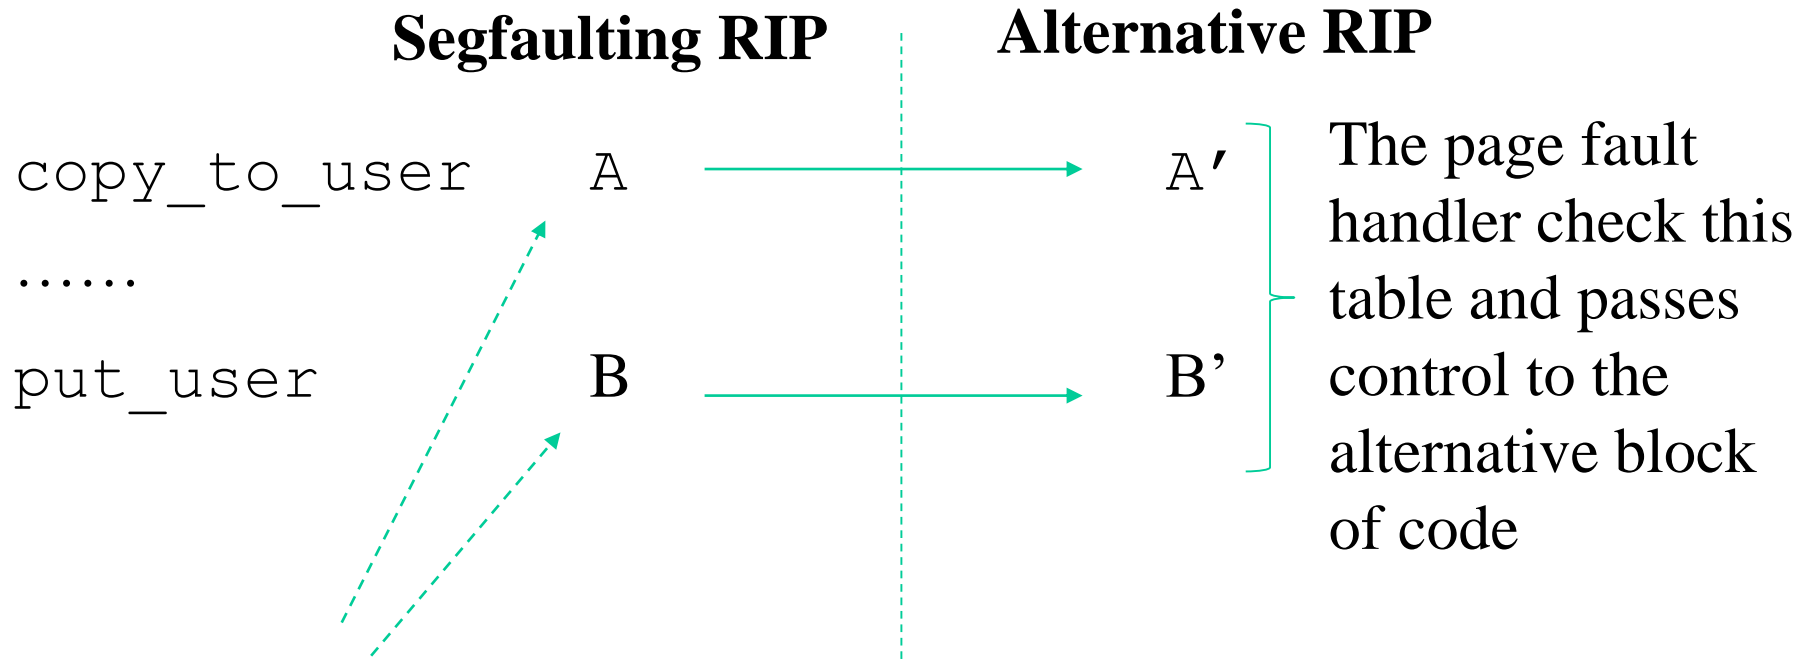 Segfaulting RIP
Alternative RIP
copy_to_user A A′
......
put_user B B’
The page fault
handler check this
table and passes
control to the
alternative block
of code